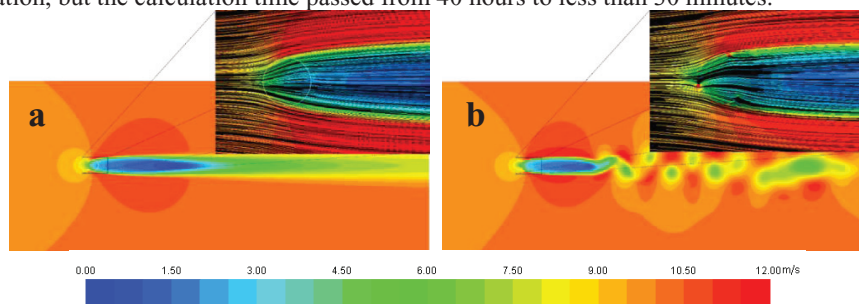 ation, but the calculation time passed from 40 hours to less than 30 minutes.
a b
0.00 1.50 3.00 4.50 6.00 7.50 9.00 10.50 12.00 m/s